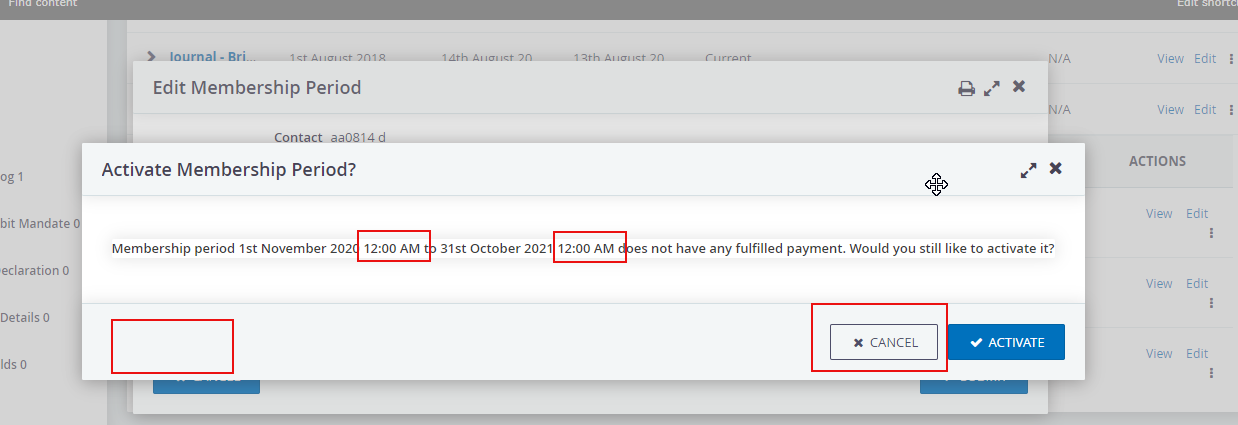 Find content
Edit shortc
Journal - Bri... 1st August 2018 14th August 20 13th August 20 Current N/A View Edit
Edit Membership Period
N/A View Edit
Contact aa0814 d
Activate Membership Period?
ACTIONS
og 1
View Edit
bit Mandate 0
Membership period 1st November 2020 12:00 AM to 31st October 2021 12:00 AM does not have any fulfilled payment. Would you still like to activate it?
eclaration 0
View Edit
Details 0
CANCEL ACTIVATE
View Edit
lds 0